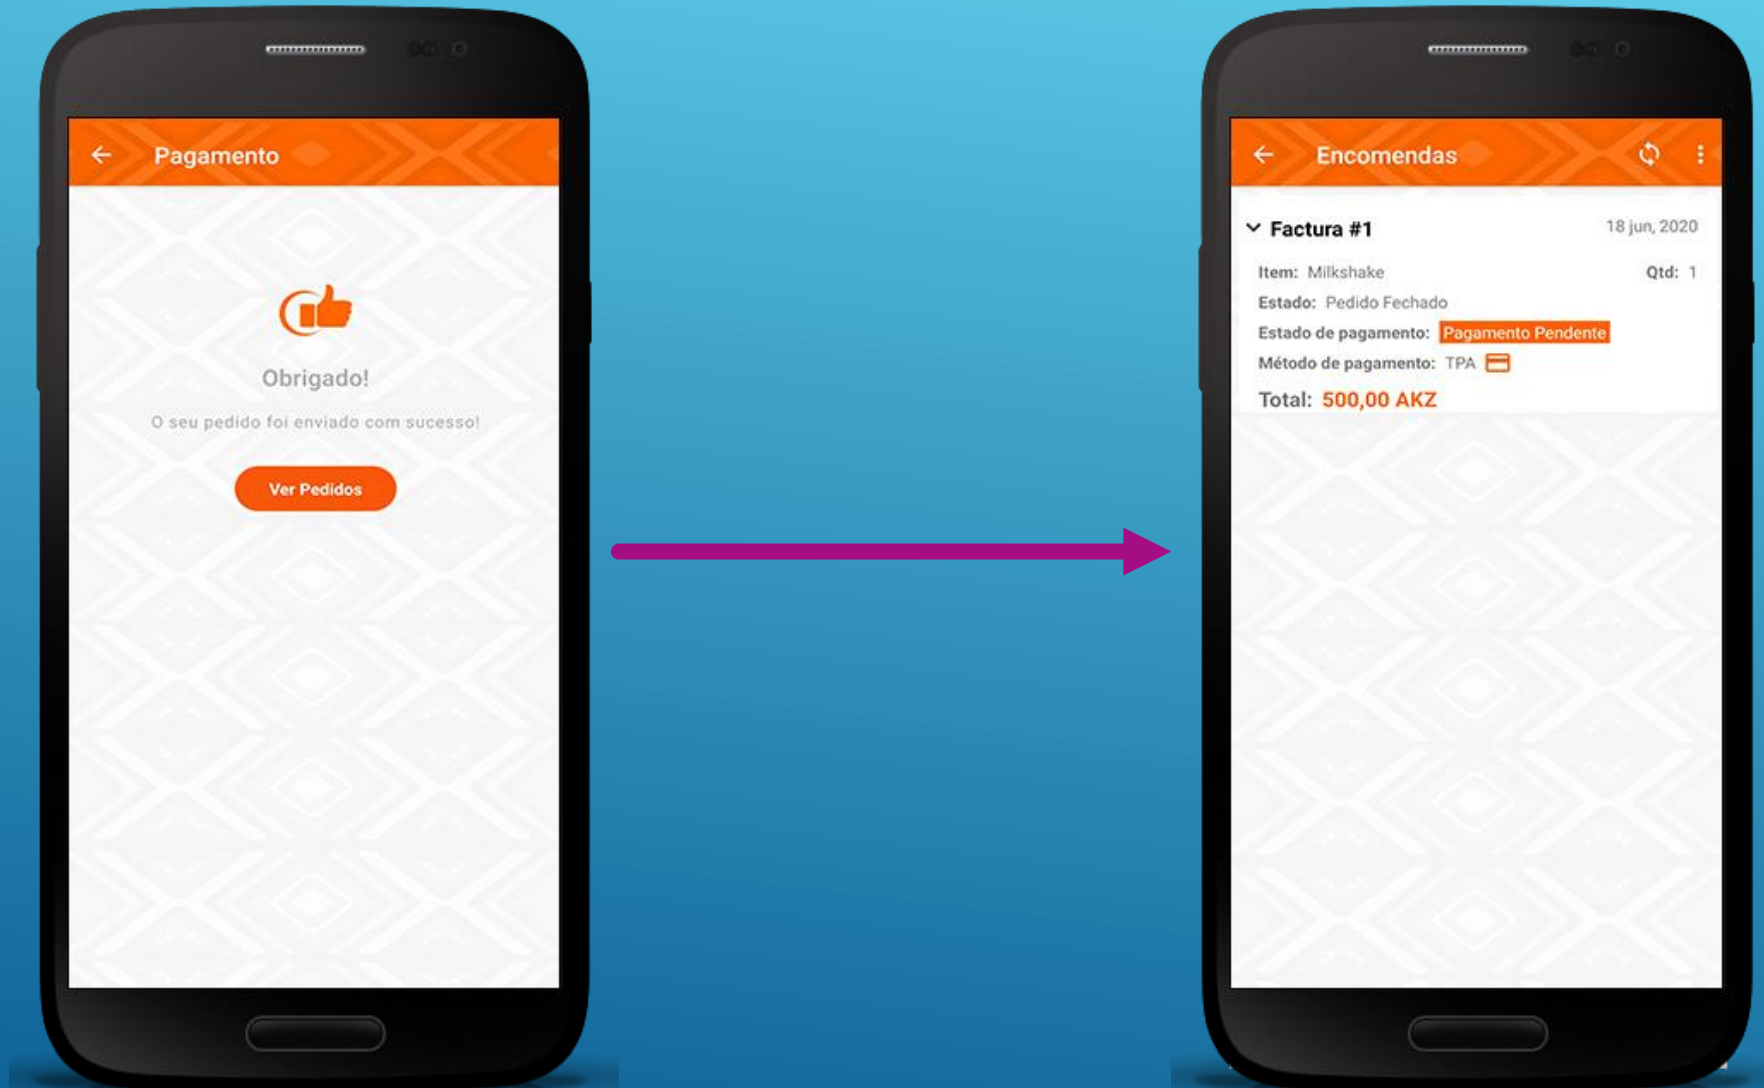 Pagamento
Obrigado!
O seu pedido foi enviado com sucesso!
Ver Pedidos
Encomendas
Factura #1 18 jun, 2020
Item: Milkshake Qtd: 1
Estado: Pedido Fechado
Estado de pagamento: Pagamento Pendente
Método de pagamento: TPA
Total: 500,00 AKZ